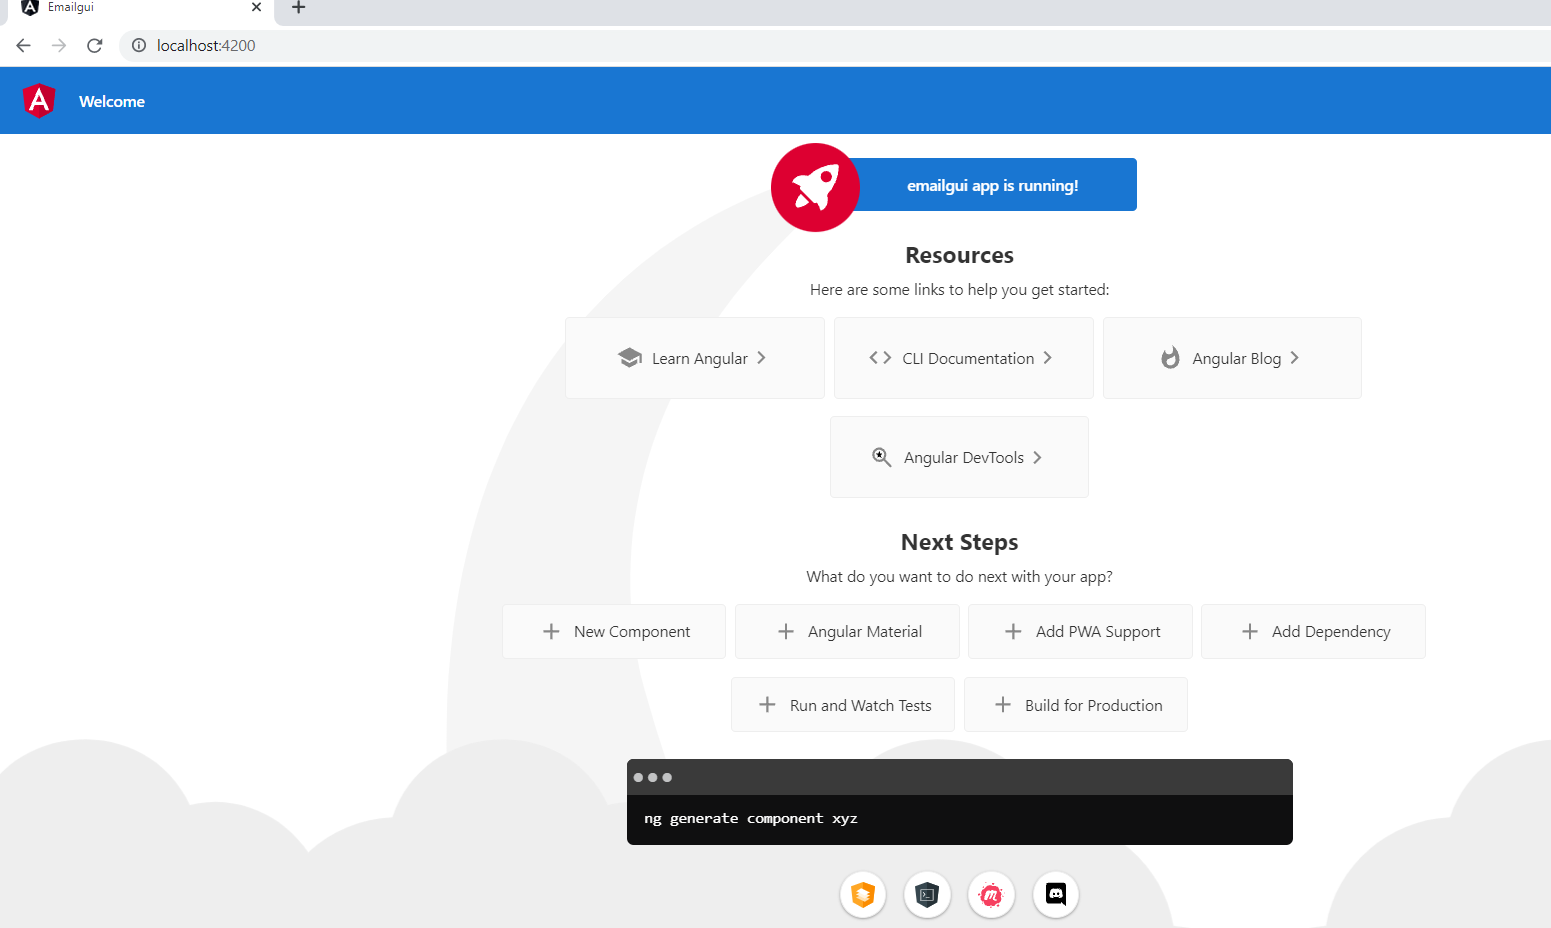 Emailgui
localhost:4200
Welcome
emailgui app is running!
Resources
Here are some links to help you get started:
Learn Angular
CLI Documentation
Angular Blog
Angular DevTools
Next Steps
What do you want to do next with your app?
New Component
Angular Material
Add PWA Support
Add Dependency
Run and Watch Tests
Build for Production
ng generate component xyz